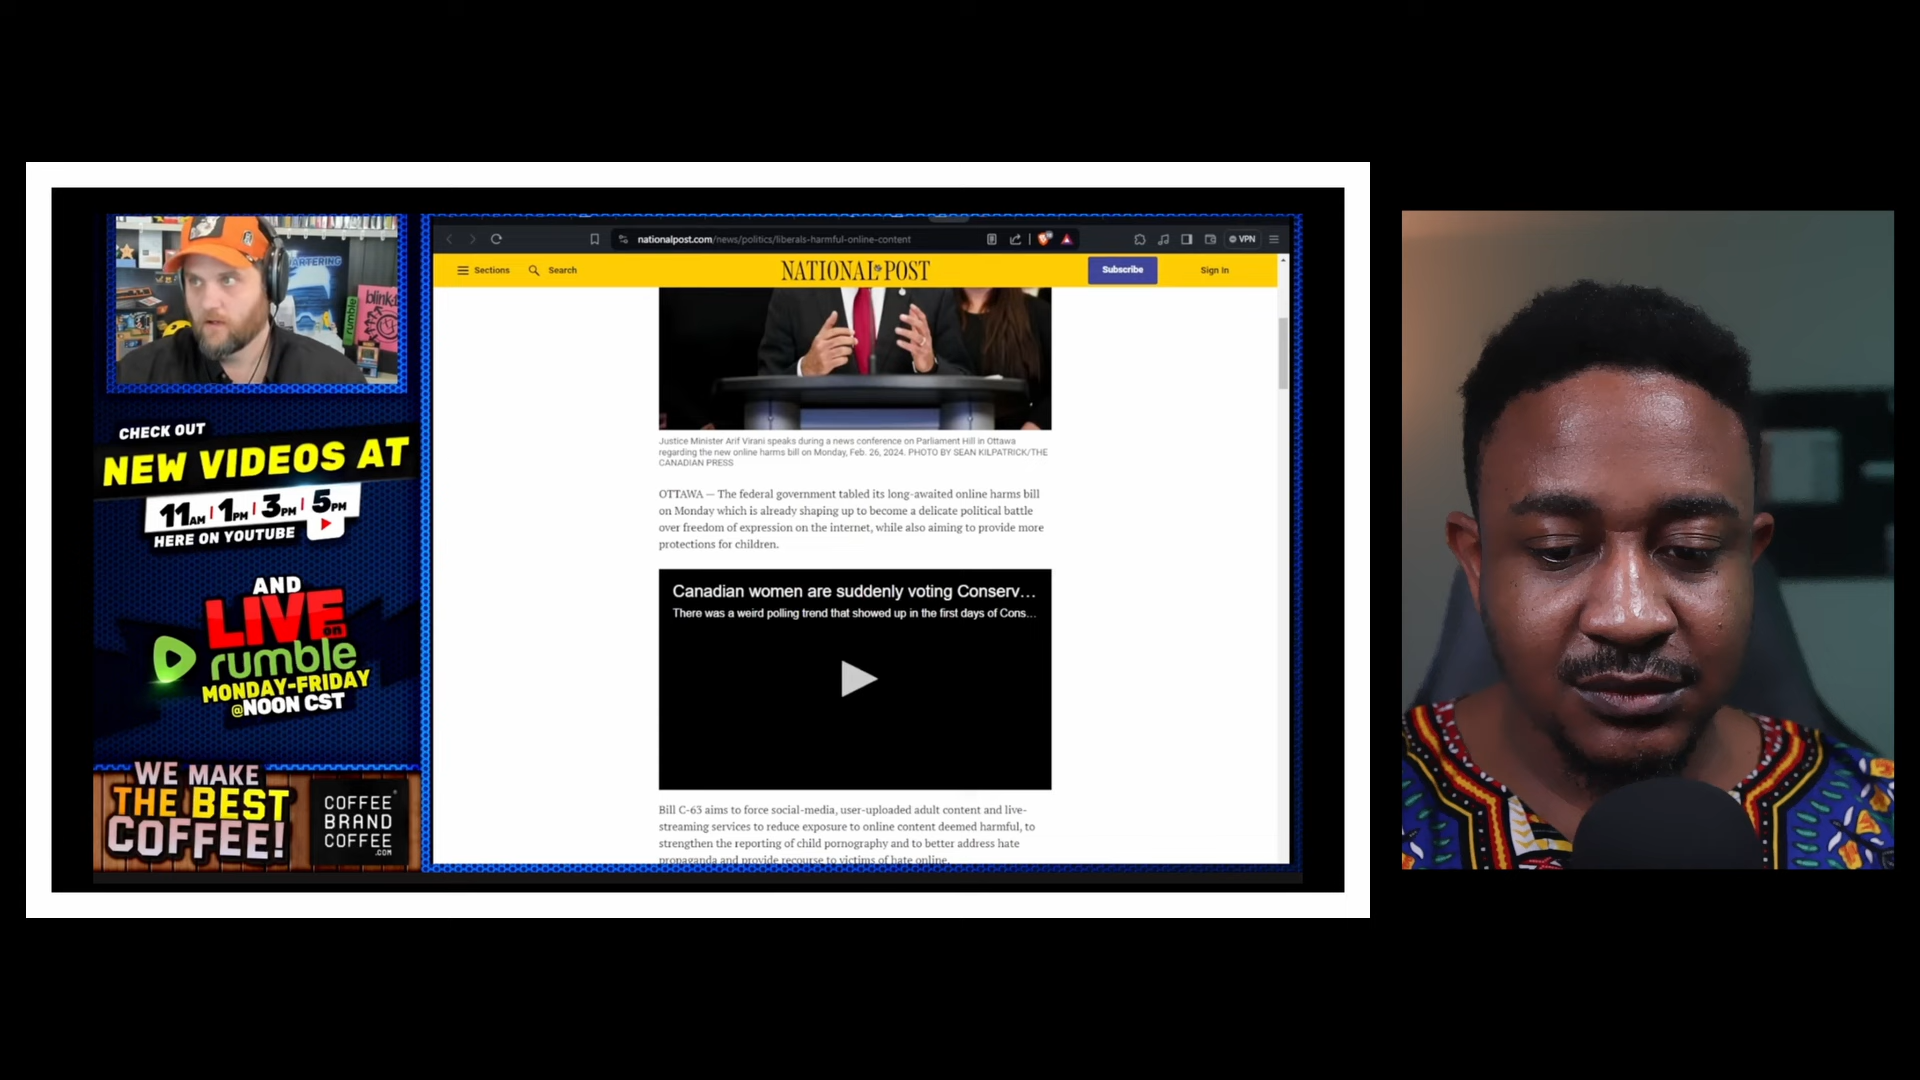 ARTERING
blink
rumble
CHECK OUT
NEW VIDEOS AT
11AM | 1PM | 3PM | 5PM
HERE ON YOUTUBE
AND
LIVE on
rumble
MONDAY-FRIDAY
@NOON CST
WE MAKE
THE BEST
COFFEE!
COFFEE
BRAND
COFFEE
.COM
nationalpost.com/news/politics/liberals-harmful-online-content
VPN
Sections
Search
NATIONAL POST
Subscribe
Sign In
Justice Minister Arif Virani speaks during a news conference on Parliament Hill in Ottawa
regarding the new online harms bill on Monday, Feb. 26, 2024. PHOTO BY SEAN KILPATRICK/THE
CANADIAN PRESS
OTTAWA — The federal government tabled its long-awaited online harms bill
on Monday which is already shaping up to become a delicate political battle
over freedom of expression on the internet, while also aiming to provide more
protections for children.
Canadian women are suddenly voting Conserv...
There was a weird polling trend that showed up in the first days of Cons...
Bill C-63 aims to force social-media, user-uploaded adult content and live-
streaming services to reduce exposure to online content deemed harmful, to
strengthen the reporting of child pornography and to better address hate
propaganda and provide recourse to victims of hate online.